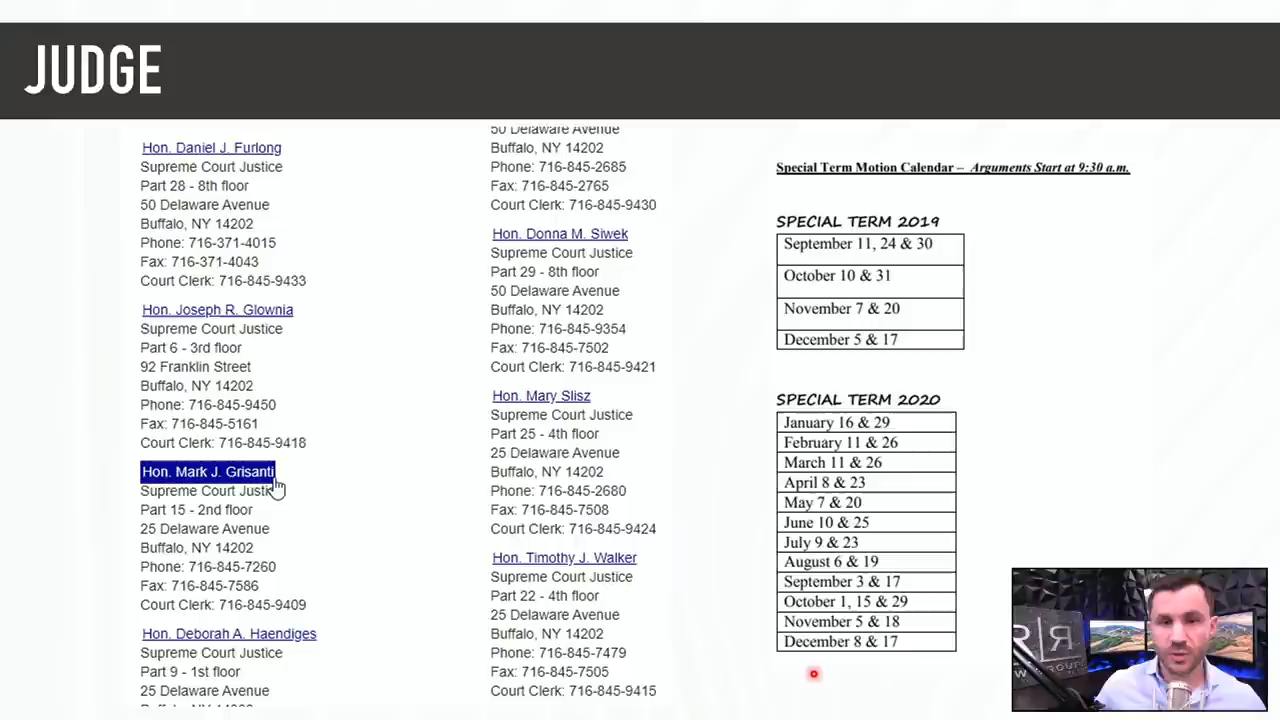 JUDGE
Hon. Daniel J. Furlong
Supreme Court Justice
Part 28 - 8th floor
50 Delaware Avenue
Buffalo, NY 14202
Phone: 716-371-4015
Fax: 716-371-4043
Court Clerk: 716-845-9433
Hon. Joseph R. Glownia
Supreme Court Justice
Part 6 - 3rd floor
92 Franklin Street
Buffalo, NY 14202
Phone: 716-845-9450
Fax: 716-845-5161
Court Clerk: 716-845-9418
Hon. Mark J. Grisanti
Supreme Court Justice
Part 15 - 2nd floor
25 Delaware Avenue
Buffalo, NY 14202
Phone: 716-845-7260
Fax: 716-845-7586
Court Clerk: 716-845-9409
Hon. Deborah A. Haendiges
Supreme Court Justice
Part 9 - 1st floor
25 Delaware Avenue
50 Delaware Avenue
Buffalo, NY 14202
Phone: 716-845-2685
Fax: 716-845-2765
Court Clerk: 716-845-9430
Hon. Donna M. Siwek
Supreme Court Justice
Part 29 - 8th floor
50 Delaware Avenue
Buffalo, NY 14202
Phone: 716-845-9354
Fax: 716-845-7502
Court Clerk: 716-845-9421
Hon. Mary Slisz
Supreme Court Justice
Part 25 - 4th floor
25 Delaware Avenue
Buffalo, NY 14202
Phone: 716-845-2680
Fax: 716-845-7508
Court Clerk: 716-845-9424
Hon. Timothy J. Walker
Supreme Court Justice
Part 22 - 4th floor
25 Delaware Avenue
Buffalo, NY 14202
Phone: 716-845-7479
Fax: 716-845-7505
Court Clerk: 716-845-9415
Special Term Motion Calendar – Arguments Start at 9:30 a.m.
SPECIAL TERM 2019
September 11, 24 & 30
October 10 & 31
November 7 & 20
December 5 & 17
SPECIAL TERM 2020
January 16 & 29
February 11 & 26
March 11 & 26
April 8 & 23
May 7 & 20
June 10 & 25
July 9 & 23
August 6 & 19
September 3 & 17
October 1, 15 & 29
November 5 & 18
December 8 & 17